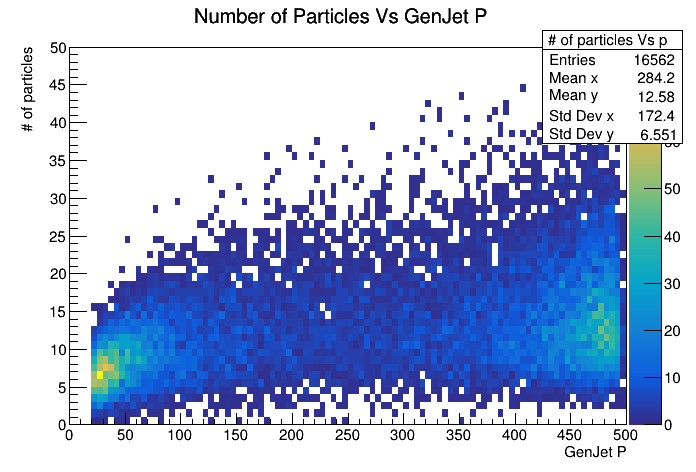 Number of Particles Vs GenJet P
# of particles Vs p
Entries 16562
Mean x 284.2
Mean y 12.58
Std Dev x 172.4
Std Dev y 6.551
# of particles
50
45
40
35
30
25
20
15
10
5
0
0 50 100 150 200 250 300 350 400 450 500
GenJet P
50
40
30
20
10
0